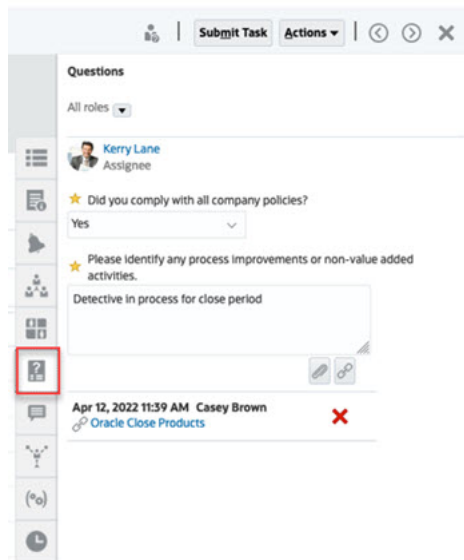 Submit Task Actions
Questions
All roles
Kerry Lane
Assignee
Did you comply with all company policies?
Yes
Please identify any process improvements or non-value added
activities.
Detective in process for close period
Apr 12, 2022 11:39 AM Casey Brown
Oracle Close Products